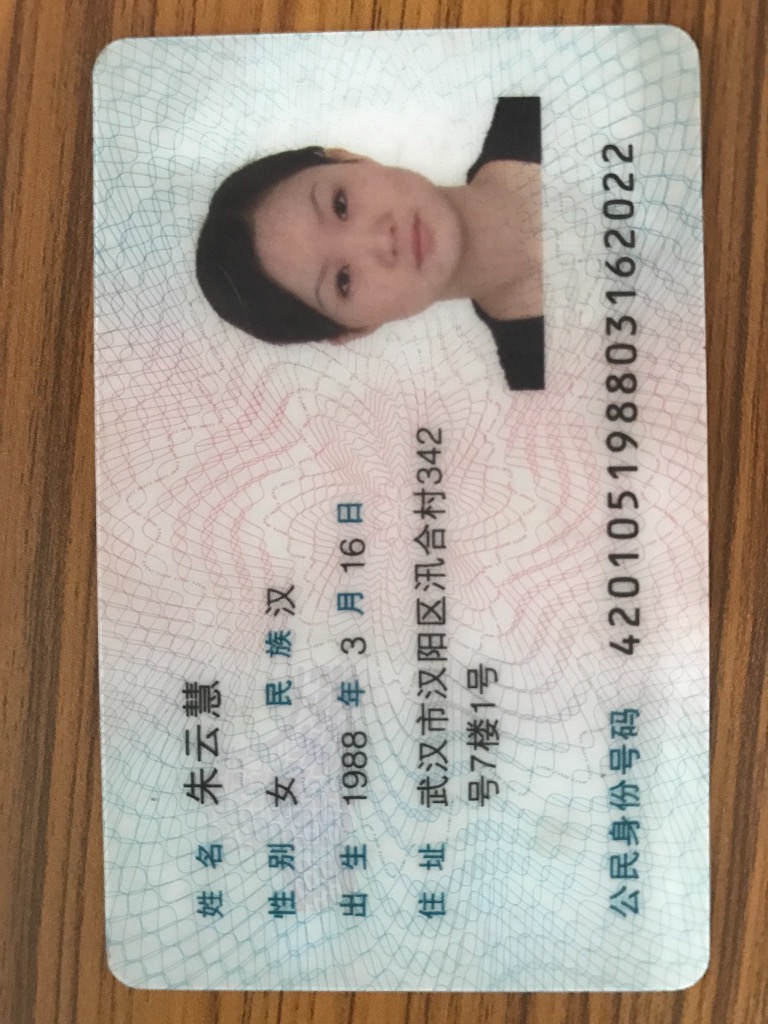 姓名 朱云慧
性别 女 民族 汉
出生 1988 年 3 月 16 日
住址 武汉市汉阳区汛合村342
号7楼1号
公民身份号码 420105198803162022